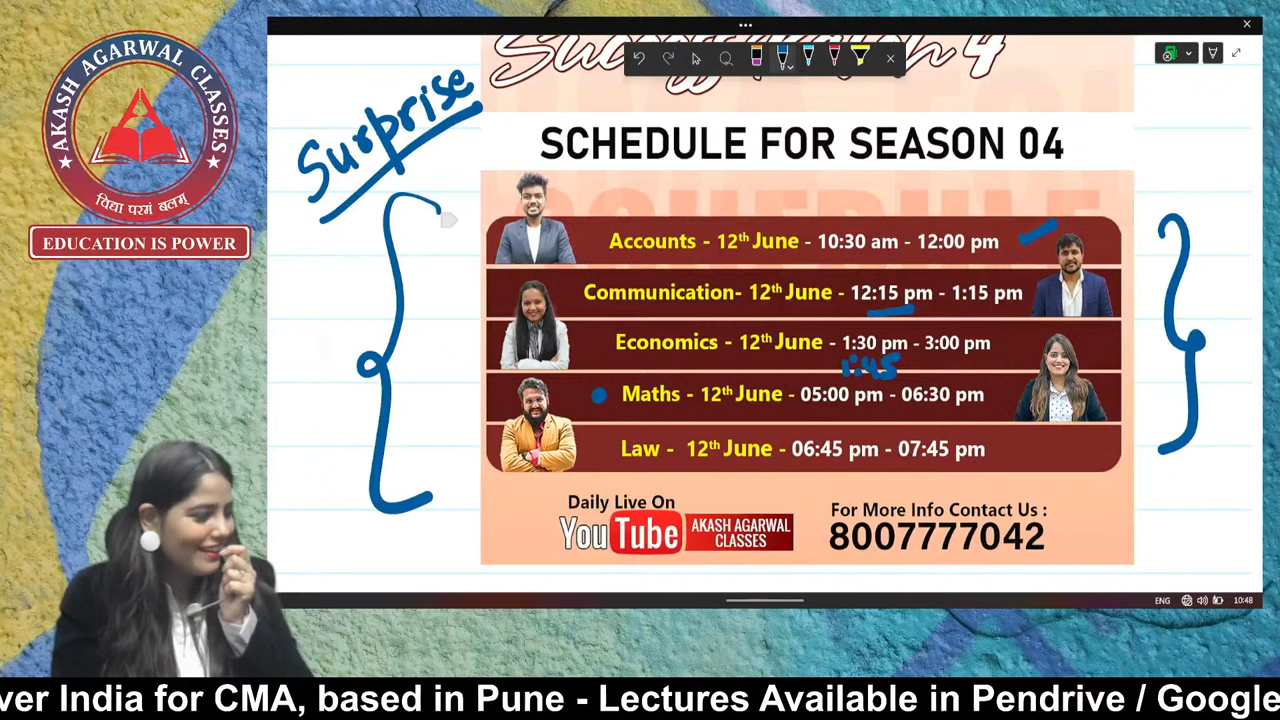 AKASH AGARWAL CLASSES
विद्या परमं बलम्
EDUCATION IS POWER
Surprise
SCHEDULE FOR SEASON 04
Accounts - 12th June - 10:30 am - 12:00 pm
Communication- 12th June - 12:15 pm - 1:15 pm
Economics - 12th June - 1:30 pm - 3:00 pm
1:45
Maths - 12th June - 05:00 pm - 06:30 pm
Law - 12th June - 06:45 pm - 07:45 pm
Daily Live On
YouTube
AKASH AGARWAL
CLASSES
For More Info Contact Us :
8007777042
ENG
10:48
ver India for CMA, based in Pune - Lectures Available in Pendrive / Google